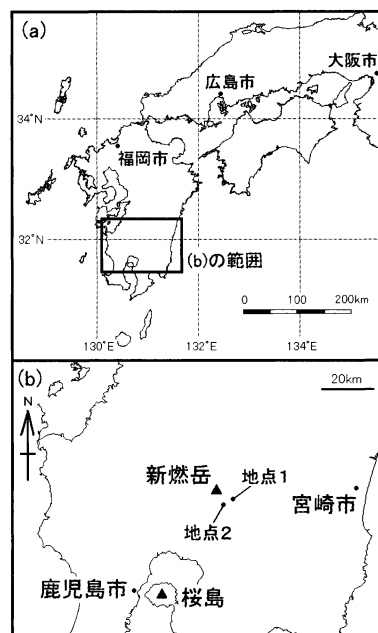 (a)
大阪市
広島市
34°N
福岡市
32°N
(b)の範囲
0 100 200km
130°E 132°E 134°E
(b)
20km
N
新燃岳
地点1
宮崎市
地点2
鹿児島市
桜島